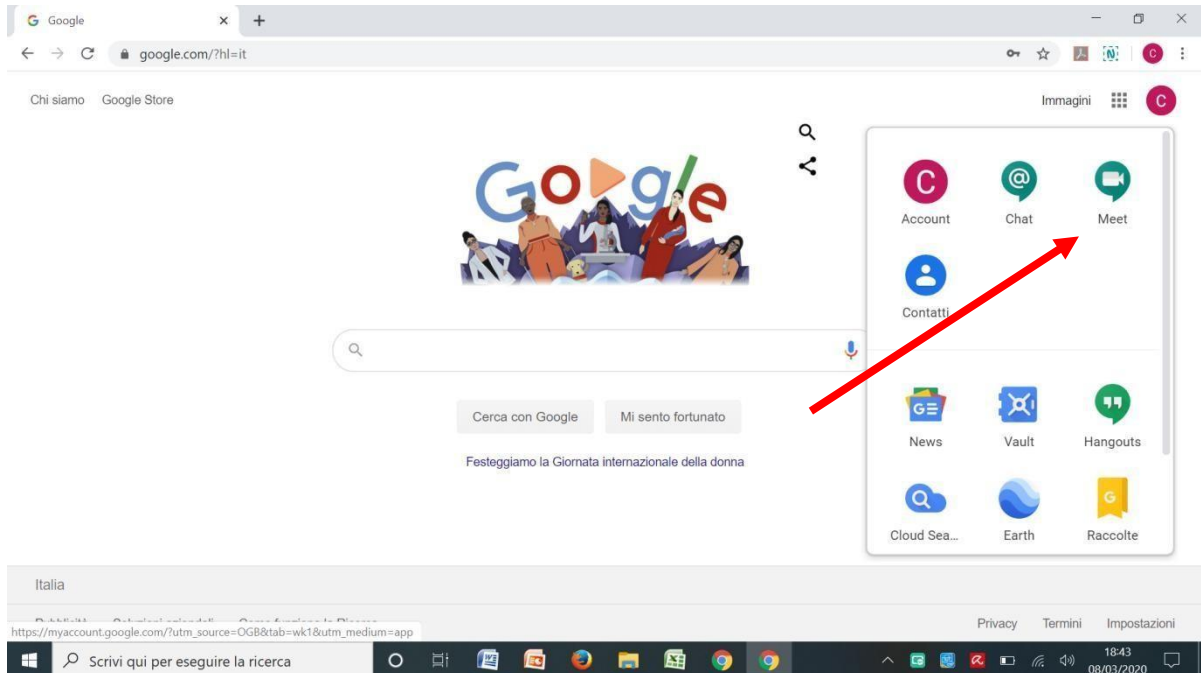 Google
google.com/?hl=it
C
Chi siamo Google Store
Immagini
C
Google
C
Account Chat Meet
Contatti
Cerca con Google Mi sento fortunato
Festeggiamo la Giornata internazionale della donna
News Vault Hangouts
Cloud Sea... Earth Raccolte
Italia
https://myaccount.google.com/?utm_source=OGB&tab=wk1&utm_medium=app
Privacy Termini Impostazioni
Scrivi qui per eseguire la ricerca
18:43
08/03/2020